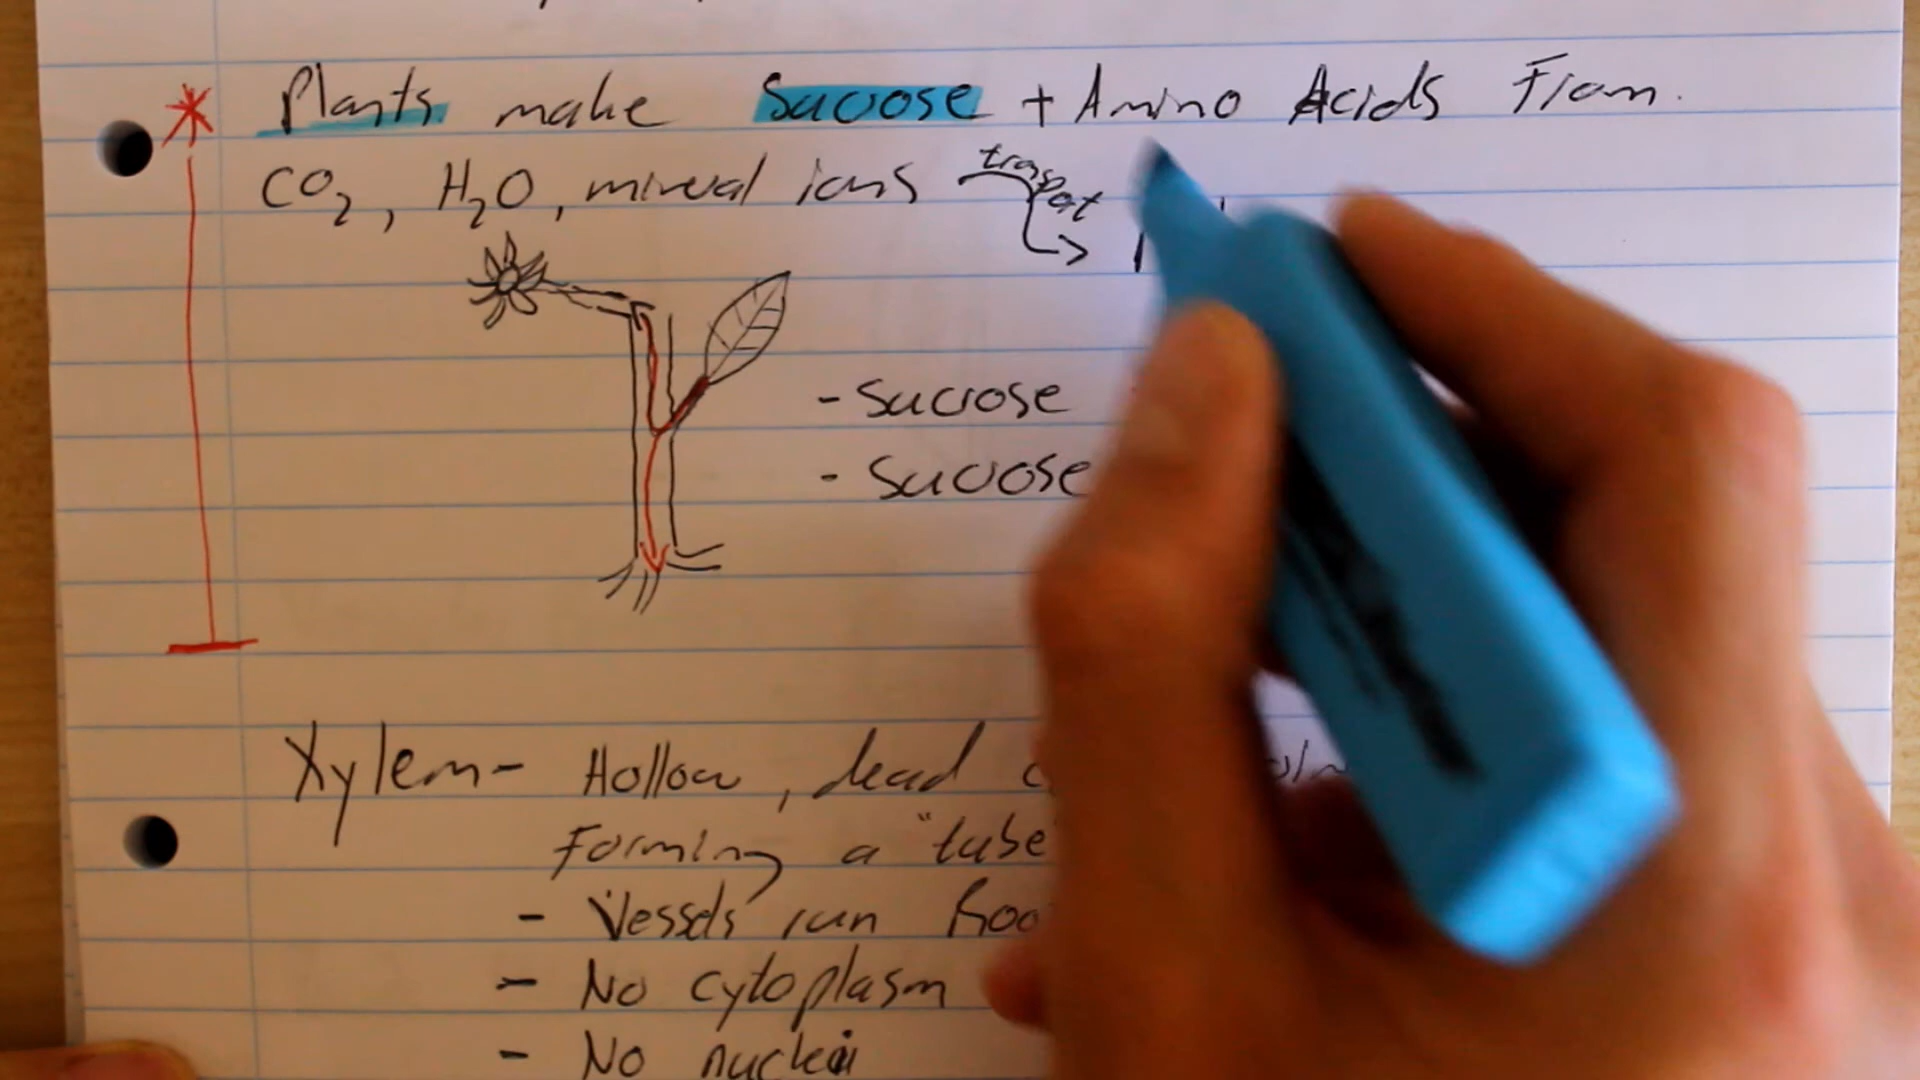 Plants make Sucrose + Amino Acids From
CO2, H2O, mineral ions
transpot
- Sucrose
- Sucrose
Xylem - Hollow, dead
Forming a "tube"
- Vessels run
- No cytoplasm
- No nuclei